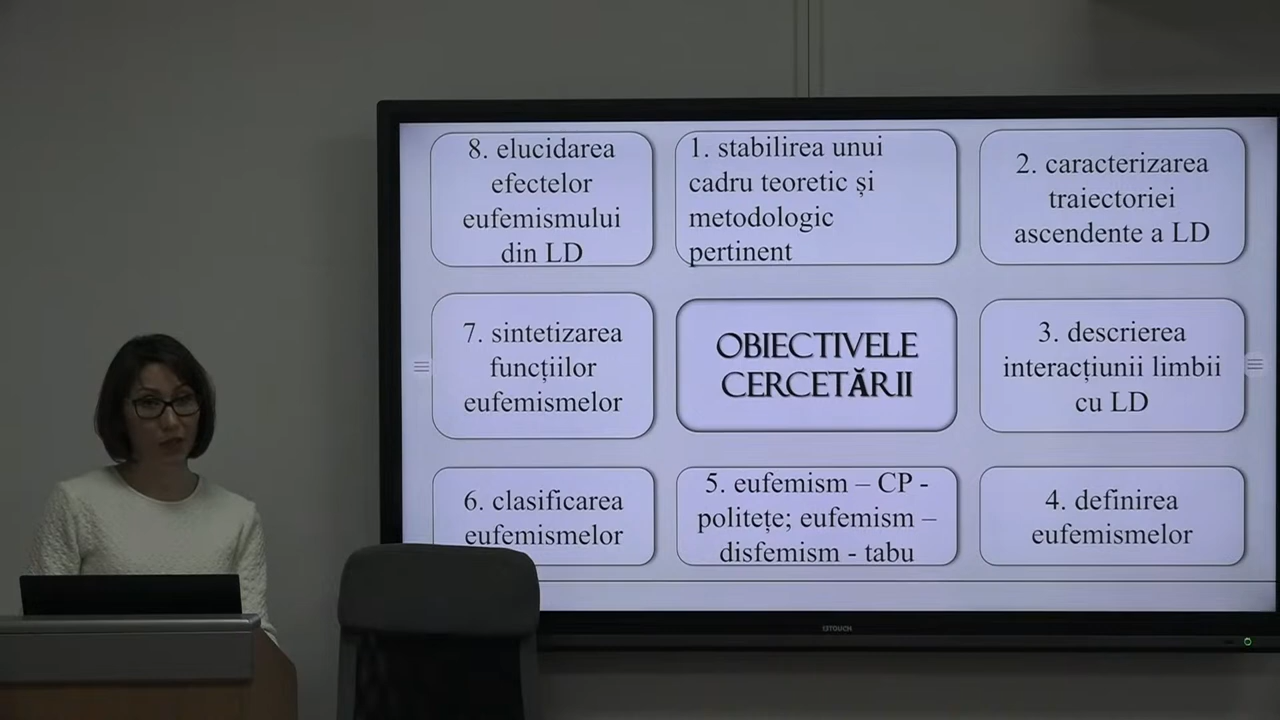 8. elucidarea
efectelor
eufemismului
din LD
1. stabilirea unui
cadru teoretic și
metodologic
pertinent
2. caracterizarea
traiectoriei
ascendente a LD
7. sintetizarea
funcțiilor
eufemismelor
OBIECTIVELE
CERCETĂRII
3. descrierea
interacțiunii limbii
cu LD
6. clasificarea
eufemismelor
5. eufemism – CP -
politețe; eufemism –
disfemism - tabu
4. definirea
eufemismelor